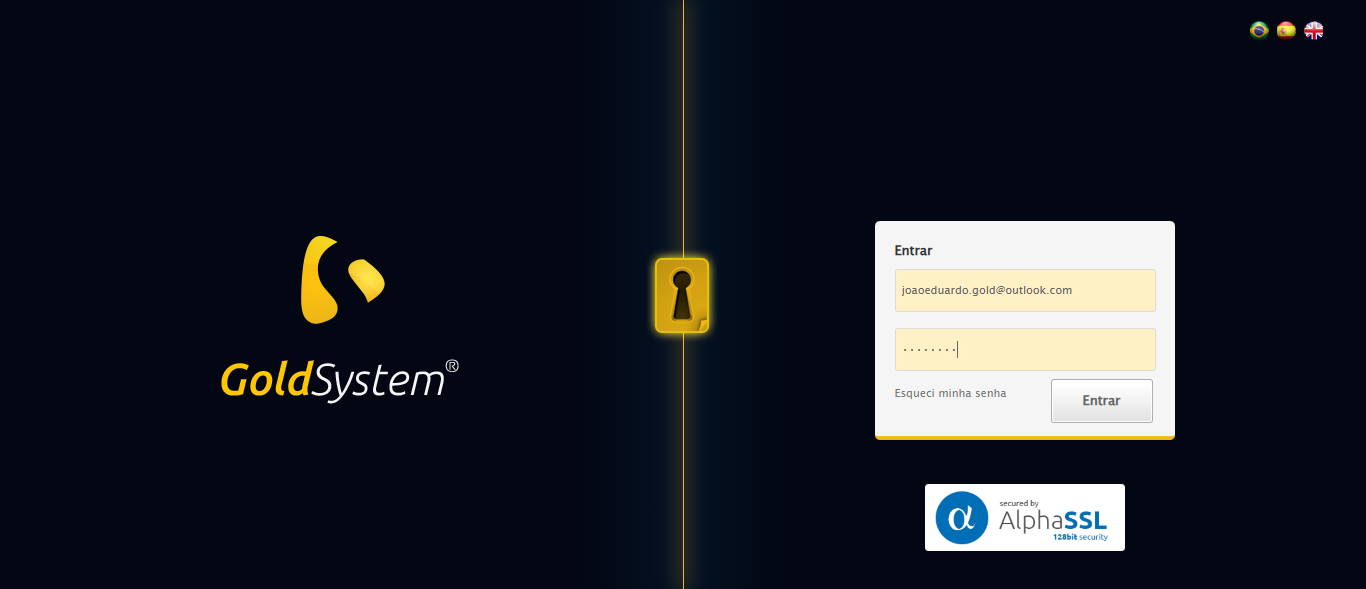 GoldSystem®
Entrar
joaoeduardo.gold@outlook.com
........
Esqueci minha senha
Entrar
α
secured by
AlphaSSL
128bit security